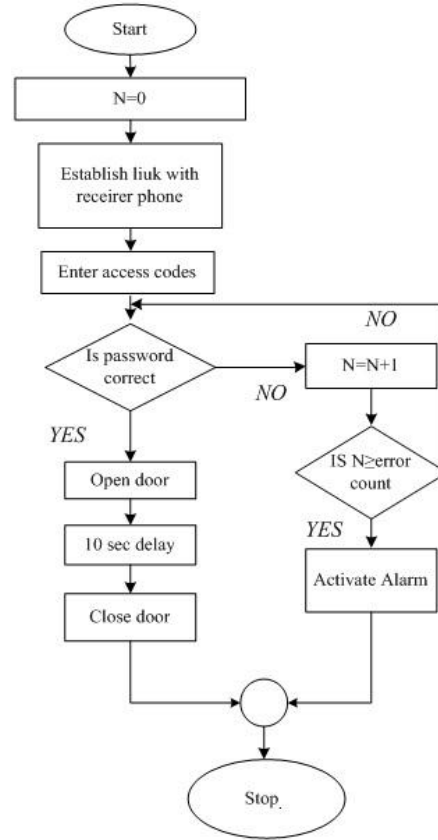 Start
N=0
Establish liuk with
receirer phone
Enter access codes
NO
Is password
correct
NO
N=N+1
YES
IS N≥error
count
Open door
YES
10 sec delay
Activate Alarm
Close door
Stop.